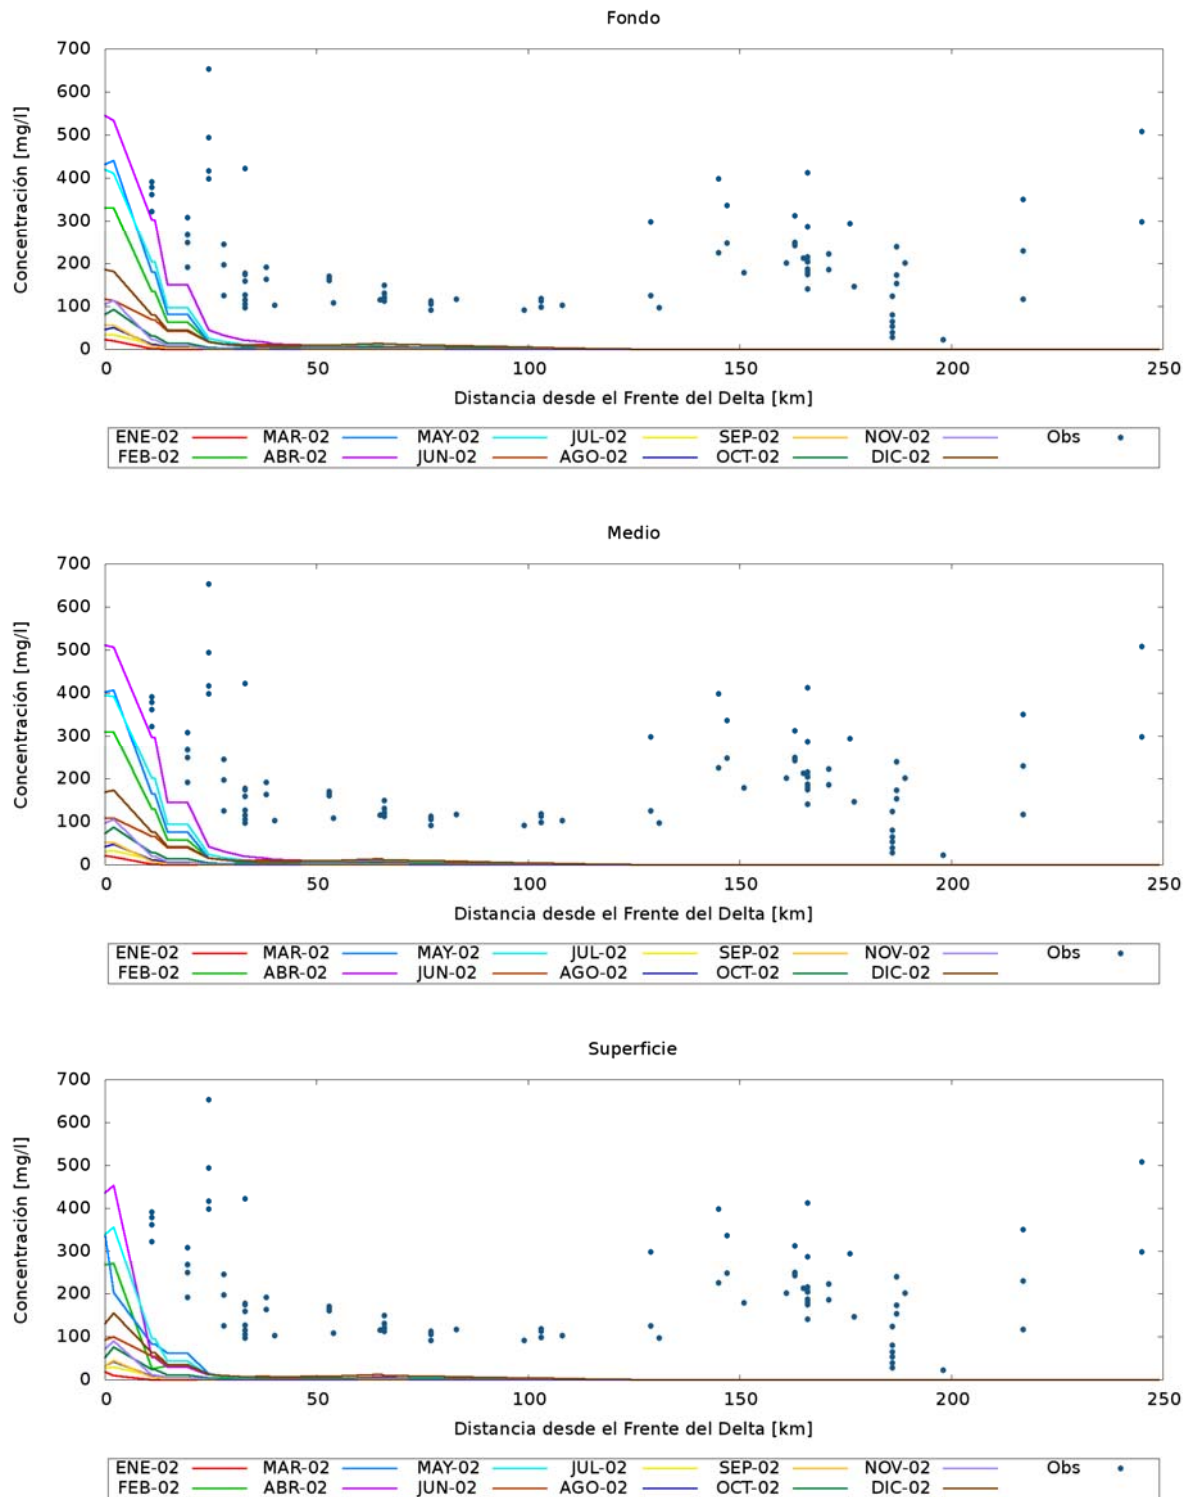 Fondo
700
600
500
400
300
200
100
0
Concentración [mg/l]
0 50 100 150 200 250
Distancia desde el Frente del Delta [km]
ENE-02 MAR-02 MAY-02 JUL-02 SEP-02 NOV-02 Obs
FEB-02 ABR-02 JUN-02 AGO-02 OCT-02 DIC-02
Medio
700
600
500
400
300
200
100
0
Concentración [mg/l]
0 50 100 150 200 250
Distancia desde el Frente del Delta [km]
ENE-02 MAR-02 MAY-02 JUL-02 SEP-02 NOV-02 Obs
FEB-02 ABR-02 JUN-02 AGO-02 OCT-02 DIC-02
Superficie
700
600
500
400
300
200
100
0
Concentración [mg/l]
0 50 100 150 200 250
Distancia desde el Frente del Delta [km]
ENE-02 MAR-02 MAY-02 JUL-02 SEP-02 NOV-02 Obs
FEB-02 ABR-02 JUN-02 AGO-02 OCT-02 DIC-02